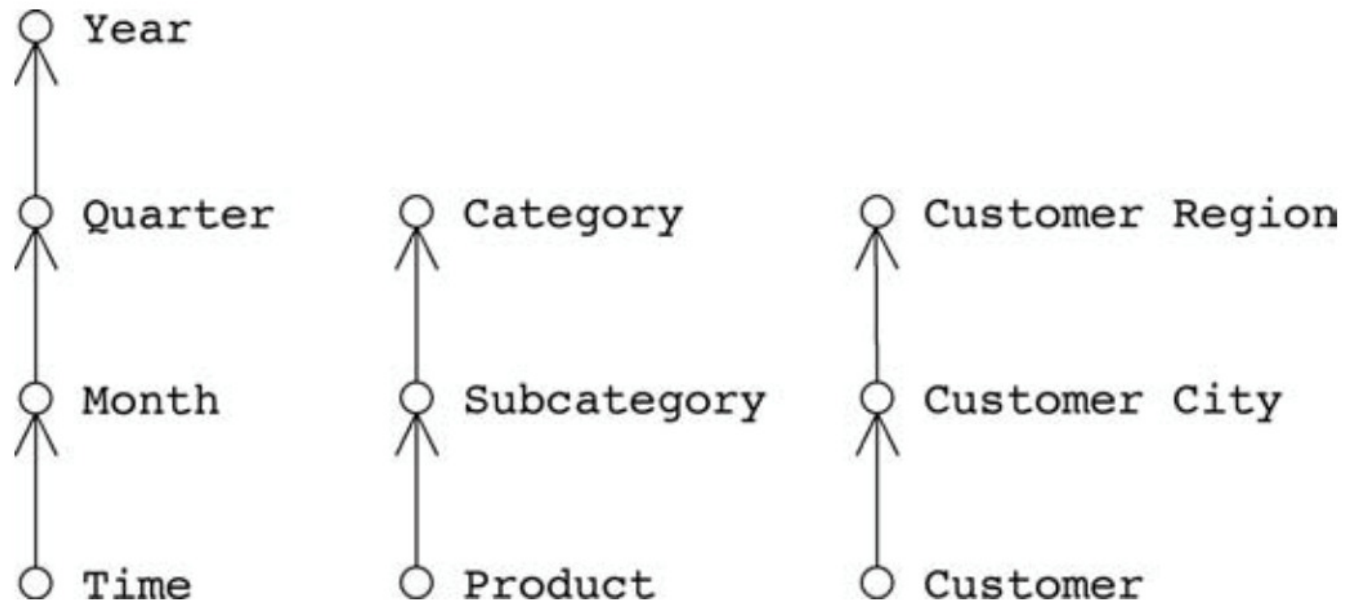 Year
Quarter
Category
Customer Region
Month
Subcategory
Customer City
Time
Product
Customer